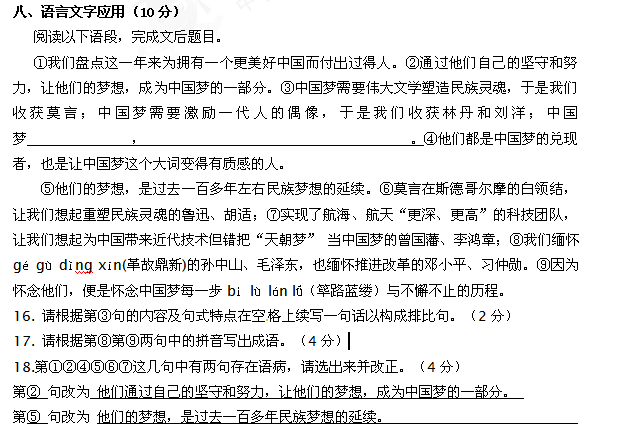 八、语言文字应用（10 分）
阅读以下语段，完成文后题目。
①我们盘点这一年来为拥有一个更美好中国而付出过得人。②通过他们自己的坚守和努
力，让他们的梦想，成为中国梦的一部分。③中国梦需要伟大文学塑造民族灵魂，于是我们
收获莫言；中国梦需要激励一代人的偶像，于是我们收获林丹和刘洋；中国
梦________________，__________________________________________。④他们都是中国梦的兑现
者，也是让中国梦这个大词变得有质感的人。
⑤他们的梦想，是过去一百多年左右民族梦想的延续。⑥莫言在斯德哥尔摩的白领结，
让我们想起重塑民族灵魂的鲁迅、胡适；⑦实现了航海、航天“更深、更高”的科技团队，
让我们想起为中国带来近代技术但错把“天朝梦” 当中国梦的曾国藩、李鸿章；⑧我们缅怀
gé gù dǐng xīn(革故鼎新)的孙中山、毛泽东，也缅怀推进改革的邓小平、习仲勋。⑨因为
怀念他们，便是怀念中国梦每一步 bì lù lán lǚ（筚路蓝缕）与不懈不止的历程。
16. 请根据第③句的内容及句式特点在空格上续写一句话以构成排比句。（2 分）
17. 请根据第⑧第⑨两句中的拼音写出成语。（4 分）
18.第①②④⑤⑥⑦这几句中有两句存在语病，请选出来并改正。（4 分）
第② 句改为 他们通过自己的坚守和努力，让他们的梦想，成为中国梦的一部分。
第⑤ 句改为 他们的梦想，是过去一百多年民族梦想的延续。